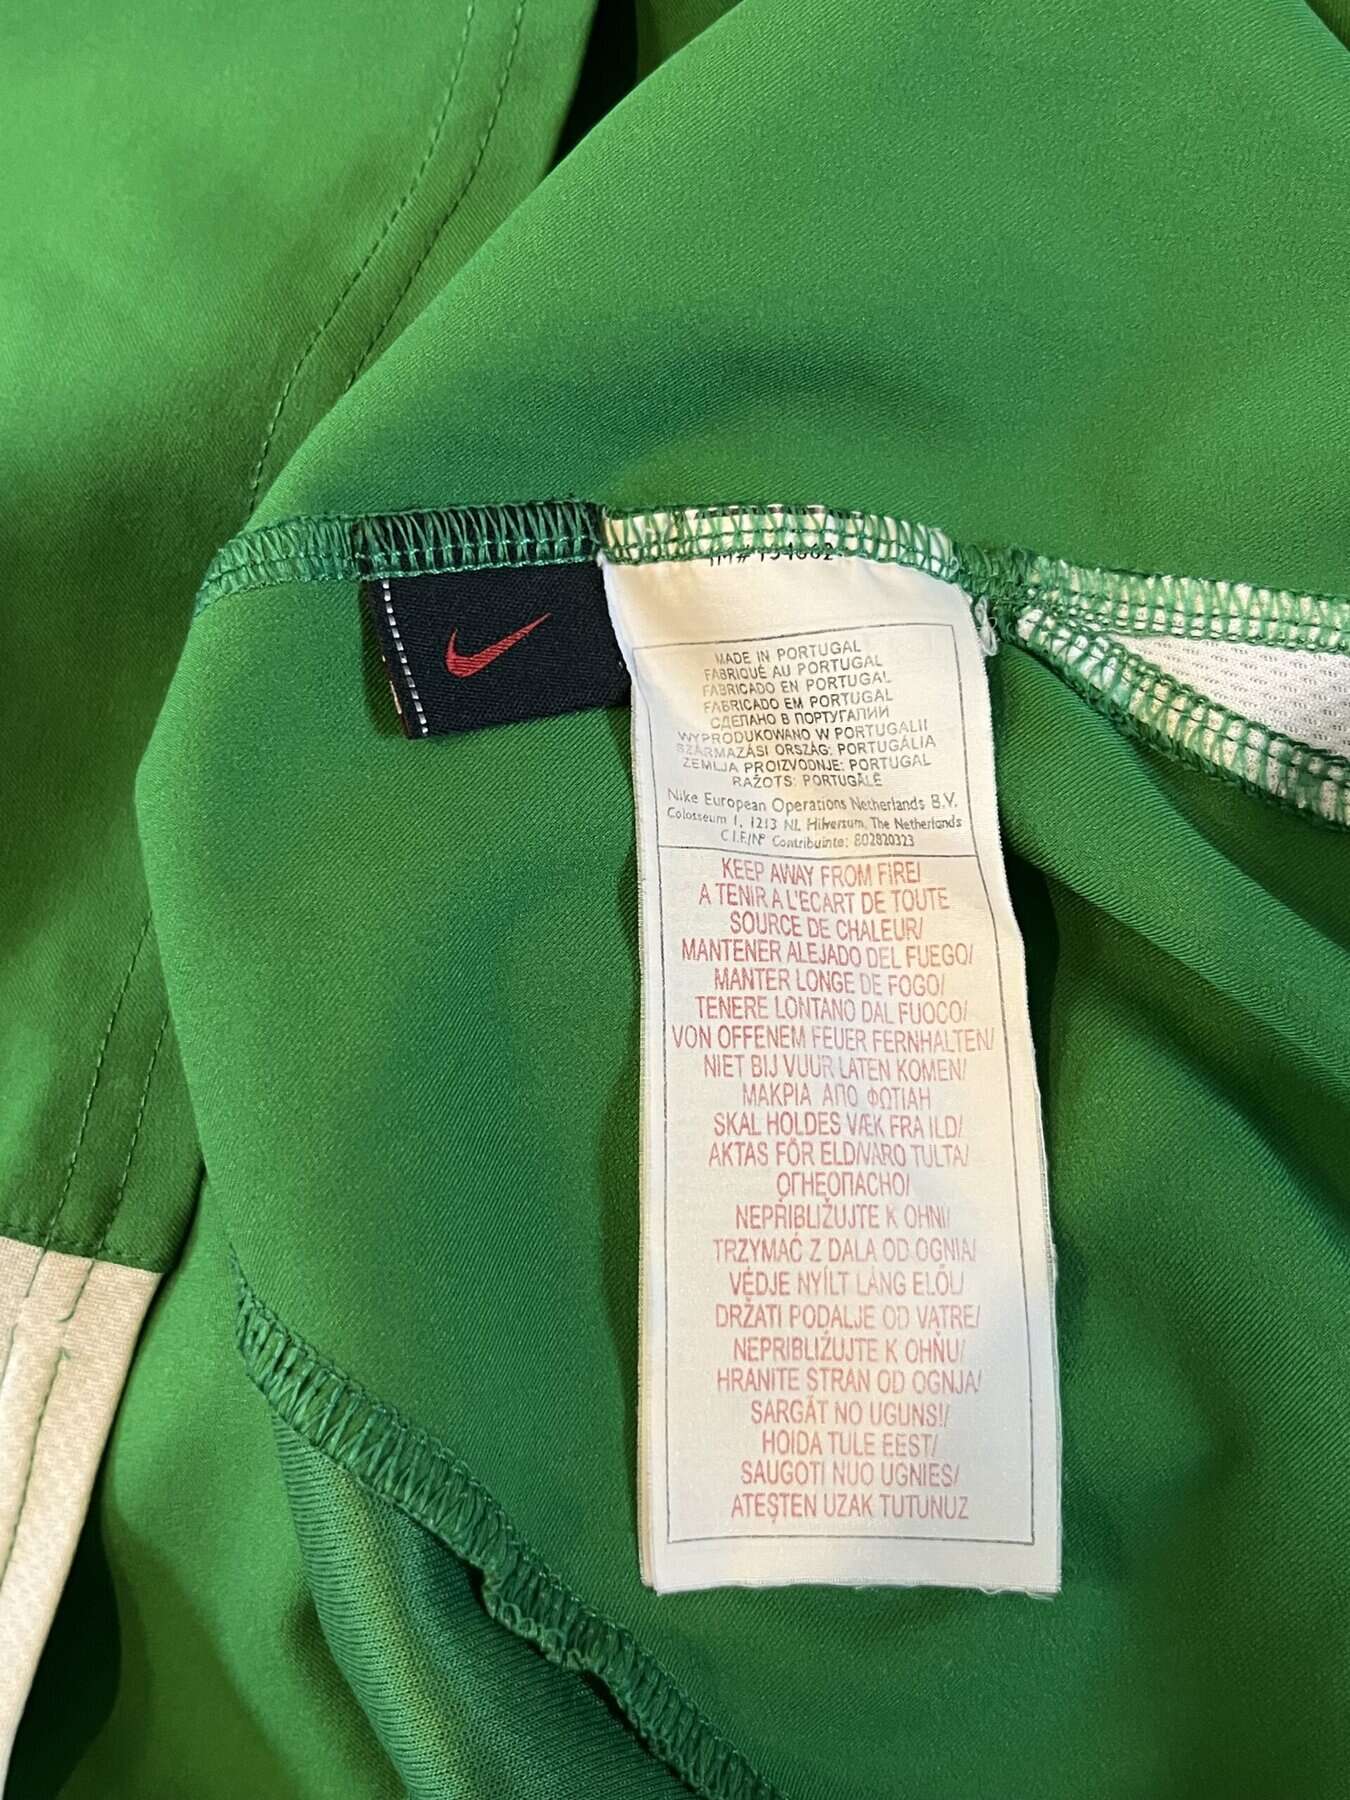 MADE IN PORTUGAL
FABRIQUÉ AU PORTUGAL
FABRICADO EN PORTUGAL
FABRICADO EM PORTUGAL
СДЕЛАНО В ПОРТУГАЛИИ
WYPRODUKOWANO W PORTUGALII
SZÁRMAZÁSI ORSZÁG: PORTUGÁLIA
ZEMLJA PROIZVODNJE: PORTUGAL
RAŽOTS: PORTUGĀLĒ
Nike European Operations Netherlands B.V.
Colosseum 1, 1213 NL Hilversum, The Netherlands
C.I.F./Nº Contribuinte: 802820323
KEEP AWAY FROM FIRE/
A TENIR A L'ECART DE TOUTE
SOURCE DE CHALEUR/
MANTENER ALEJADO DEL FUEGO/
MANTER LONGE DE FOGO/
TENERE LONTANO DAL FUOCO/
VON OFFENEM FEUER FERNHALTEN/
NIET BIJ VUUR LATEN KOMEN/
ΜΑΚΡΙΑ ΑΠΟ ΦΩΤΙΑΗ
SKAL HOLDES VÆK FRA ILD/
AKTAS FÖR ELD/VARO TULTA/
ОГНЕОПАСНО/
NEPŘIBLIŽUJTE K OHNI/
TRZYMAĆ Z DALA OD OGNIA/
VÉDJE NYÍLT LÁNG ELŐL/
DRŽATI PODALJE OD VATRE/
NEPRIBLIŽUJTE K OHŇU/
HRANITE STRAN OD OGNJA/
SARGĀT NO UGUNS!/
HOIDA TULE EEST/
SAUGOTI NUO UGNIES/
ATEŞTEN UZAK TUTUNUZ